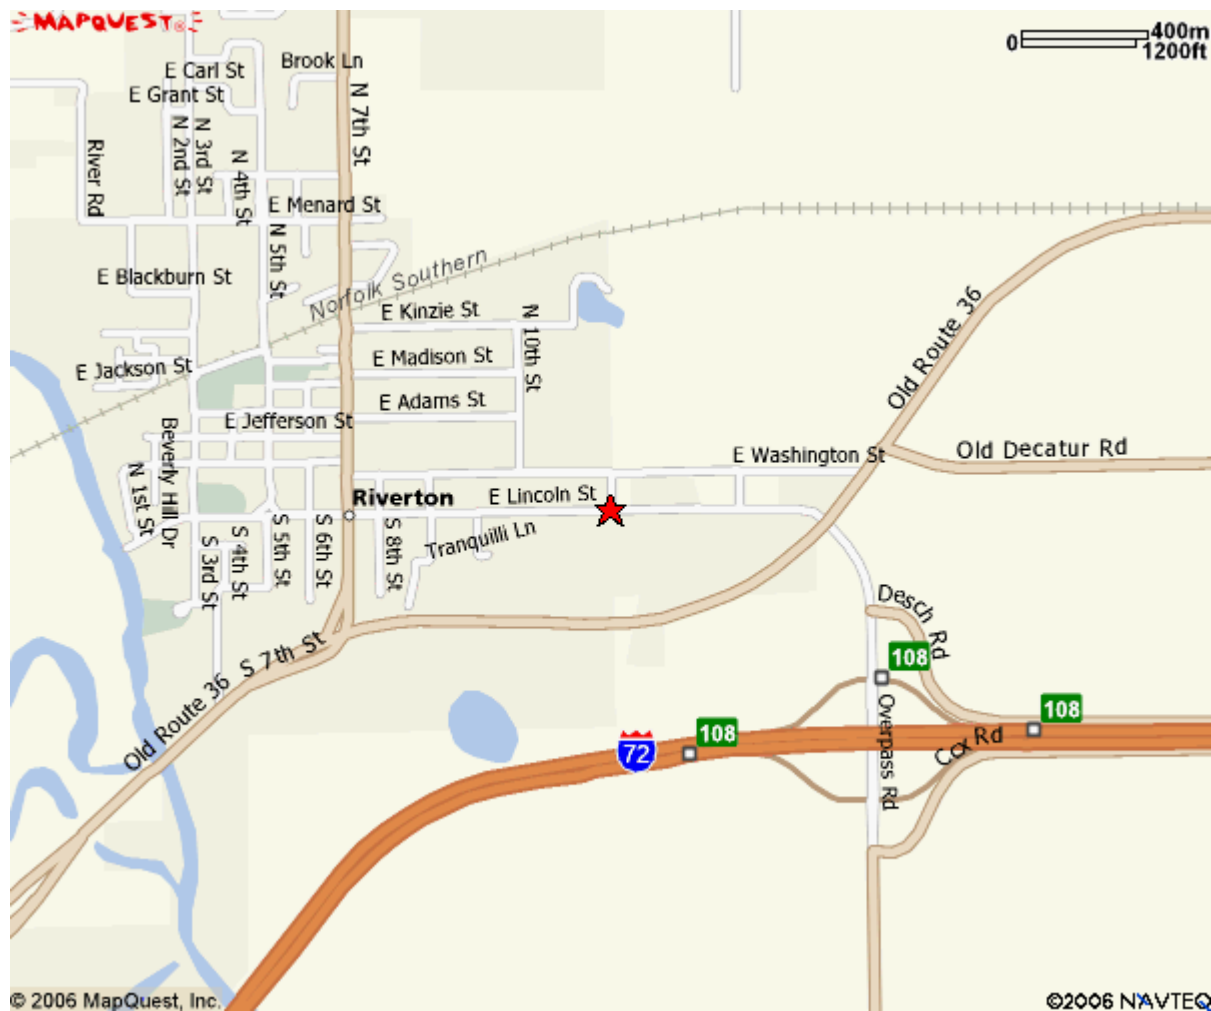 MAPQUEST®
400m
0
1200ft
Brook Ln
E Carl St
E Grant St
N 7th St
N 2nd St
N 3rd St
N 4th St
River Rd
E Menard St
N 5th St
E Blackburn St
Norfolk Southern
E Kinzie St
N 10th St
Old Route 36
E Madison St
E Jackson St
E Adams St
E Jefferson St
Beverly Hill Dr
E Washington St
Old Decatur Rd
N 1st St
Riverton
E Lincoln St
S 3rd St
S 4th St
S 5th St
S 6th St
S 8th St
Tranquilli Ln
Desch Rd
S 7th St
108
Old Route 36
Overpass Rd
108
108
72
Ccx Rd
© 2006 MapQuest, Inc.
©2006 NAVTEQ